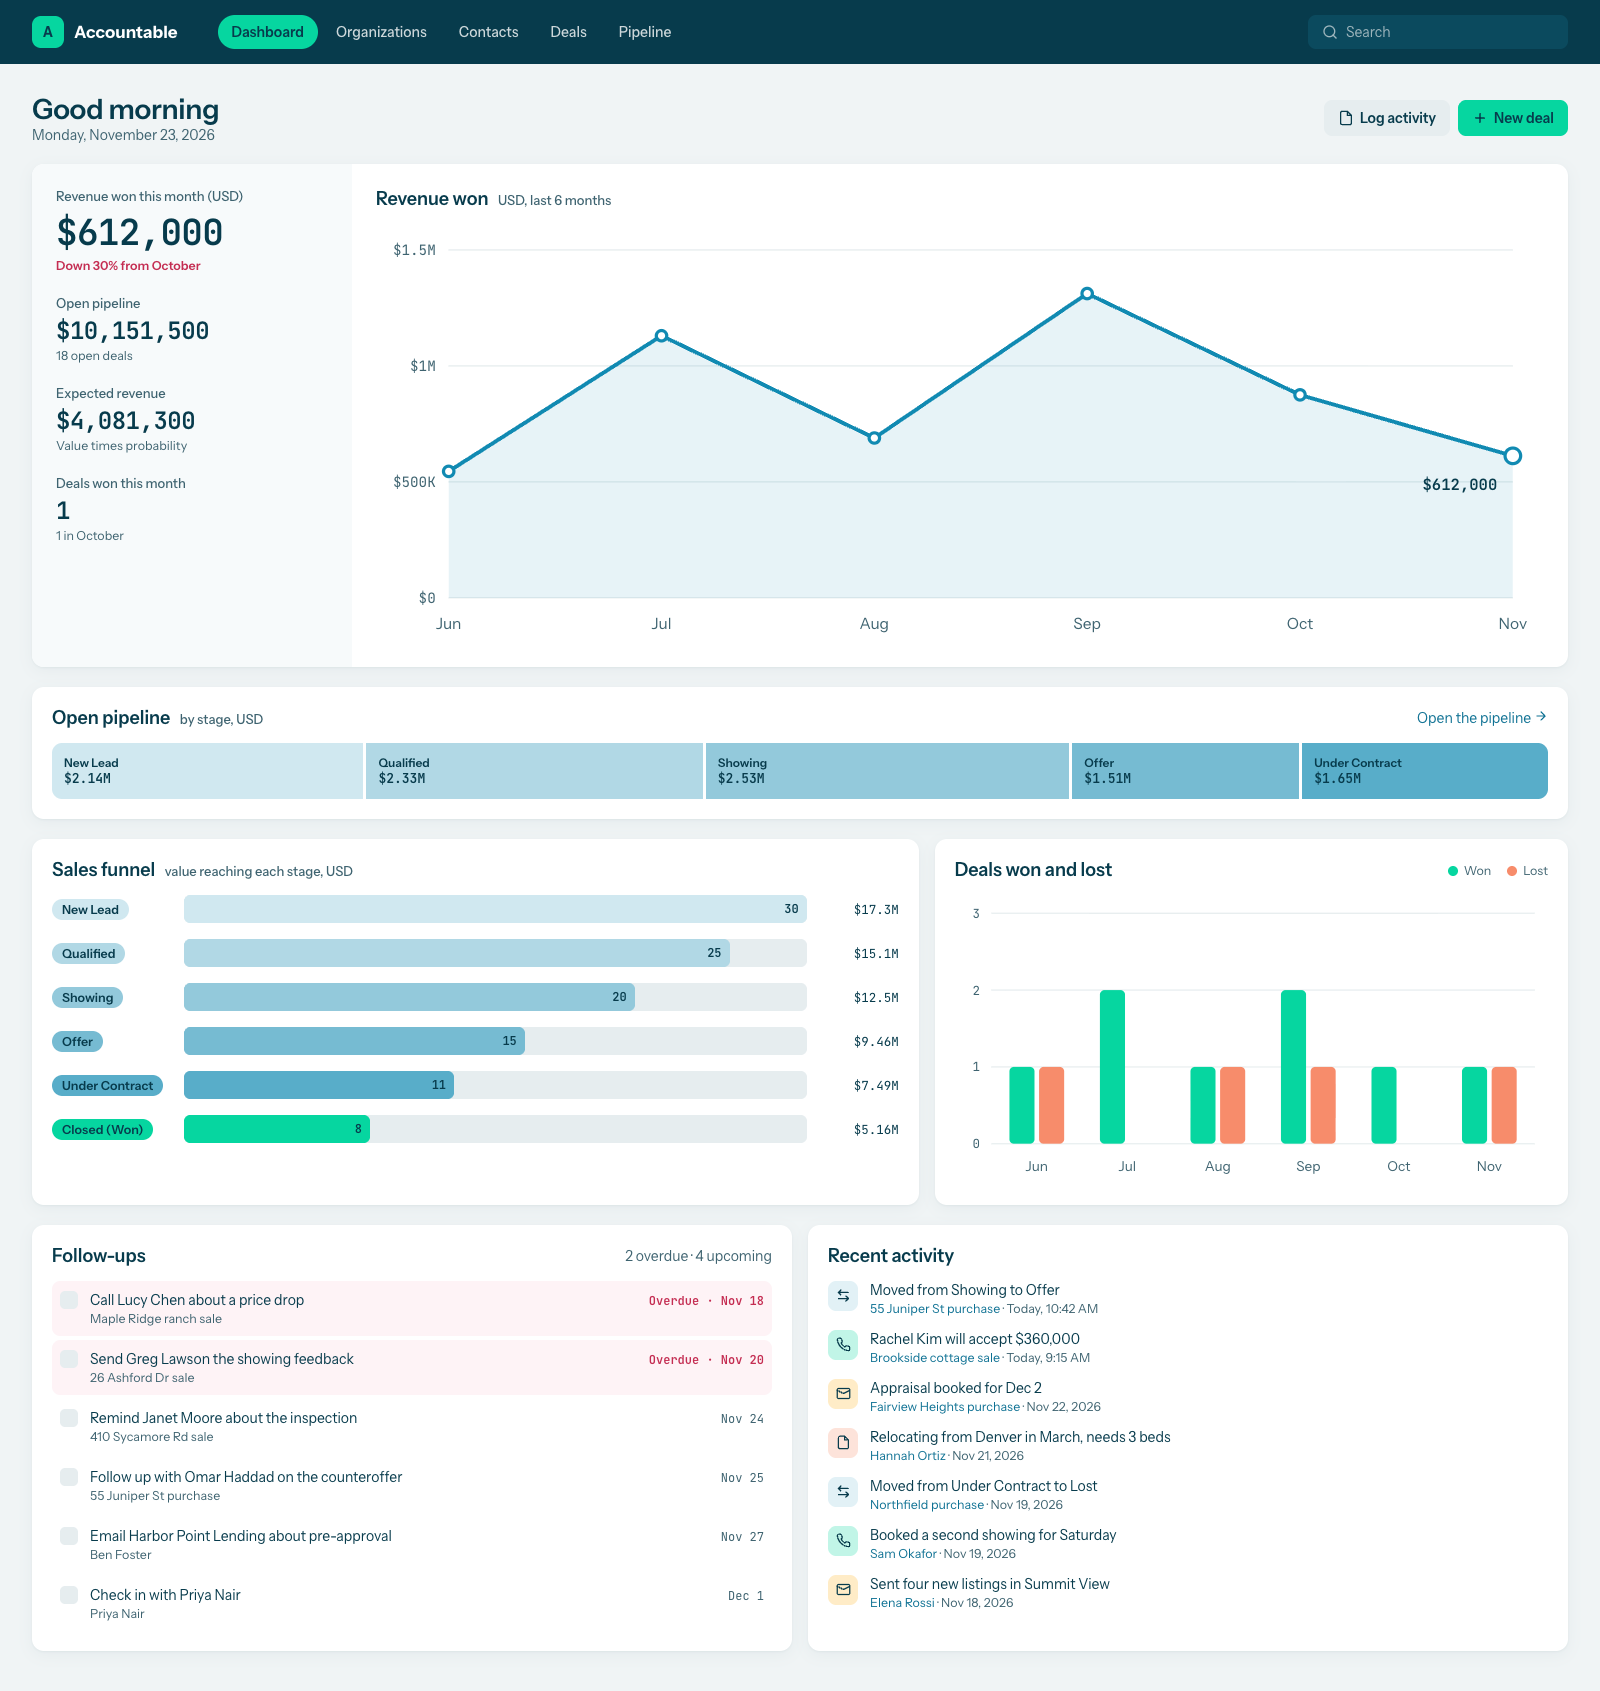 A Accountable Dashboard Organizations Contacts Deals Pipeline Search
Good morning
Monday, November 23, 2026
Log activity New deal
Revenue won this month (USD)
$612,000
Down 30% from October
Open pipeline
$10,151,500
18 open deals
Expected revenue
$4,081,300
Value times probability
Deals won this month
1
1 in October
Revenue won USD, last 6 months
$1.5M
$1M
$500K
$0
$612,000
Jun Jul Aug Sep Oct Nov
Open pipeline by stage, USD
Open the pipeline →
New Lead
$2.14M
Qualified
$2.33M
Showing
$2.53M
Offer
$1.51M
Under Contract
$1.65M
Sales funnel value reaching each stage, USD
New Lead 30 $17.3M
Qualified 25 $15.1M
Showing 20 $12.5M
Offer 15 $9.46M
Under Contract 11 $7.49M
Closed (Won) 8 $5.16M
Deals won and lost
Won Lost
3
2
1
0
Jun Jul Aug Sep Oct Nov
Follow-ups
2 overdue · 4 upcoming
Call Lucy Chen about a price drop Overdue · Nov 18
Maple Ridge ranch sale
Send Greg Lawson the showing feedback Overdue · Nov 20
26 Ashford Dr sale
Remind Janet Moore about the inspection Nov 24
410 Sycamore Rd sale
Follow up with Omar Haddad on the counteroffer Nov 25
55 Juniper St purchase
Email Harbor Point Lending about pre-approval Nov 27
Ben Foster
Check in with Priya Nair Dec 1
Priya Nair
Recent activity
Moved from Showing to Offer
55 Juniper St purchase · Today, 10:42 AM
Rachel Kim will accept $360,000
Brookside cottage sale · Today, 9:15 AM
Appraisal booked for Dec 2
Fairview Heights purchase · Nov 22, 2026
Relocating from Denver in March, needs 3 beds
Hannah Ortiz · Nov 21, 2026
Moved from Under Contract to Lost
Northfield purchase · Nov 19, 2026
Booked a second showing for Saturday
Sam Okafor · Nov 19, 2026
Sent four new listings in Summit View
Elena Rossi · Nov 18, 2026